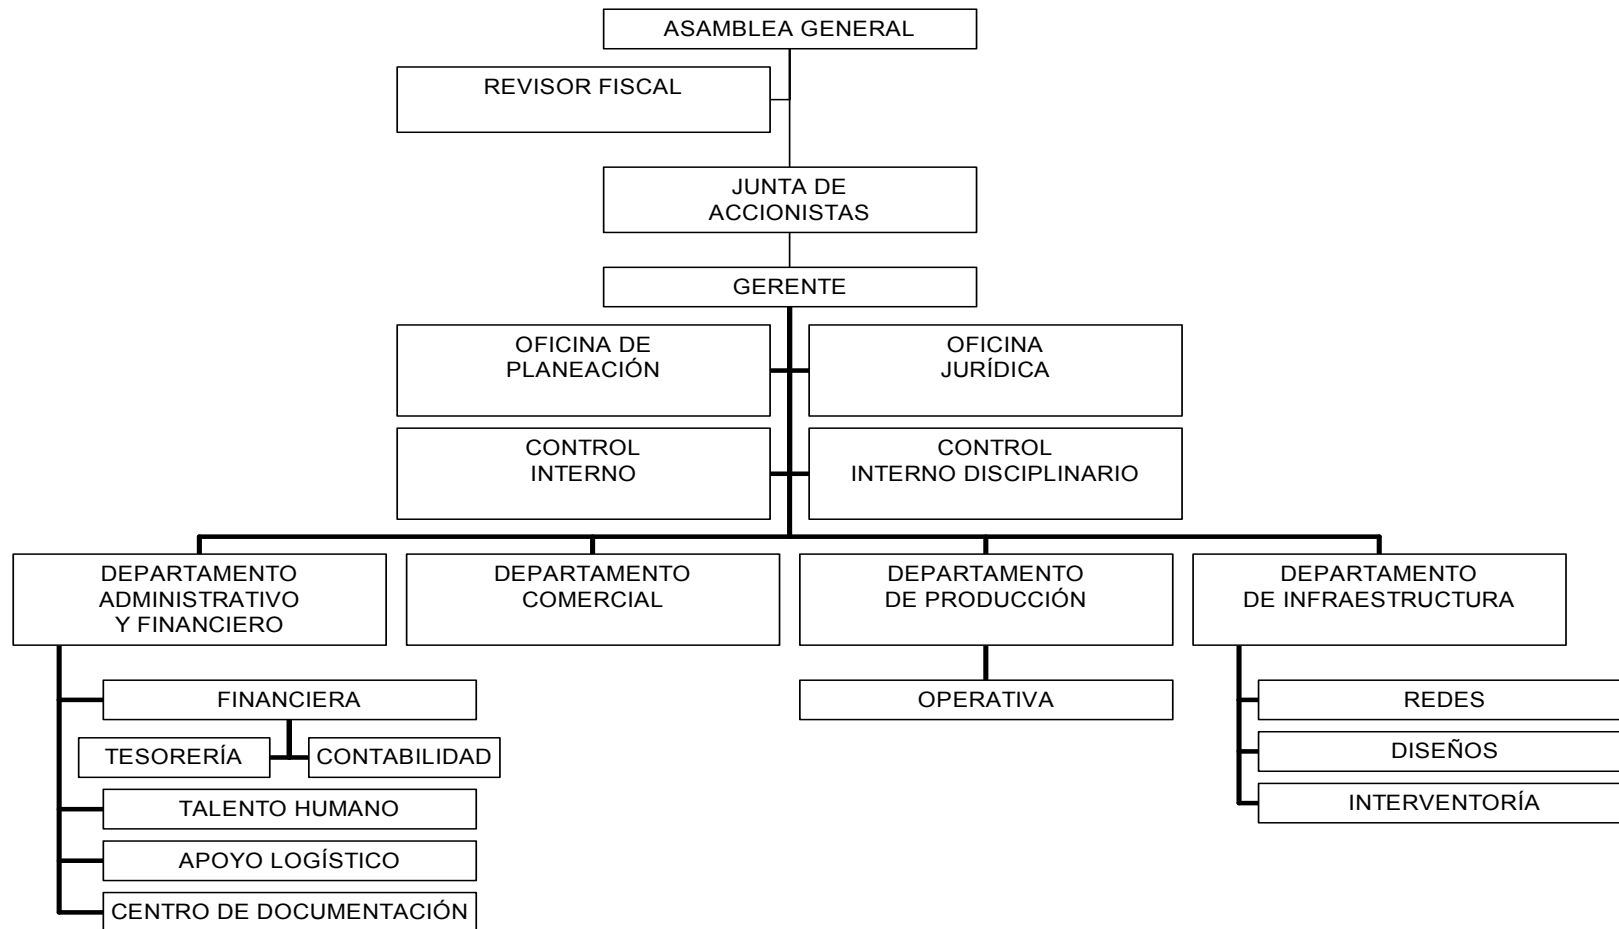 ASAMBLEA GENERAL
REVISOR FISCAL
JUNTA DE
ACCIONISTAS
GERENTE
OFICINA DE
PLANEACIÓN
OFICINA
JURÍDICA
CONTROL
INTERNO
CONTROL
INTERNO DISCIPLINARIO
DEPARTAMENTO
ADMINISTRATIVO
Y FINANCIERO
DEPARTAMENTO
COMERCIAL
DEPARTAMENTO
DE PRODUCCIÓN
DEPARTAMENTO
DE INFRAESTRUCTURA
FINANCIERA
TESORERÍA
CONTABILIDAD
TALENTO HUMANO
APOYO LOGÍSTICO
CENTRO DE DOCUMENTACIÓN
OPERATIVA
REDES
DISEÑOS
INTERVENTORÍA